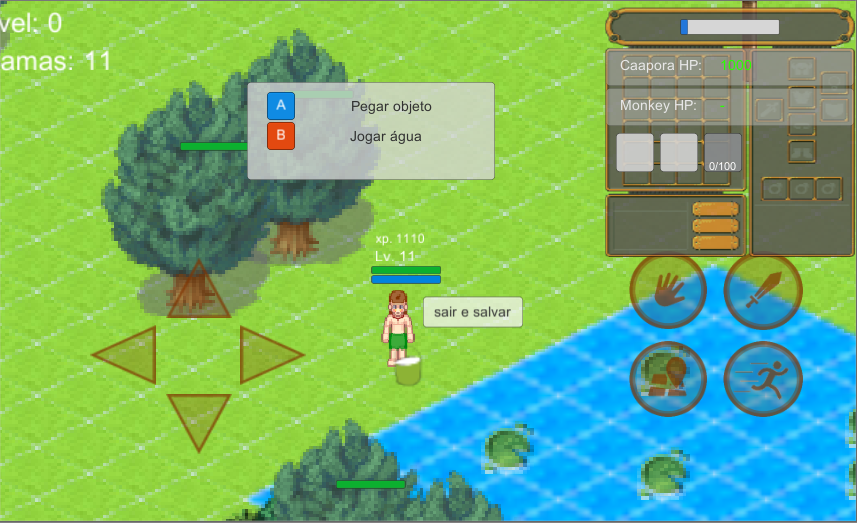 vel: 0
amas: 11
A Pegar objeto
B Jogar água
Caapora HP: 1000
Monkey HP: -
0/100
xp. 1110
Lv. 11
sair e salvar